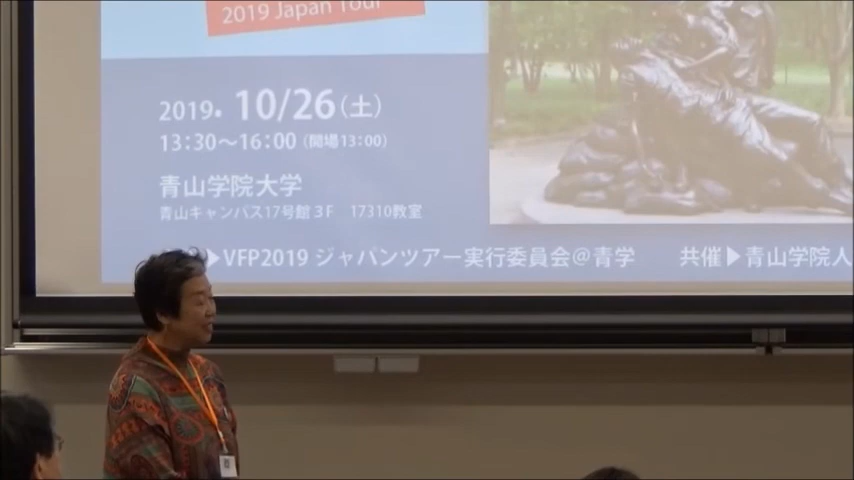 2019 Japan Tour
2019. 10/26(土)
13:30～16:00 (開場13:00)
青山学院大学
青山キャンパス17号館3F 17310教室
▶VFP2019 ジャパンツアー実行委員会@青学 共催▶青山学院人